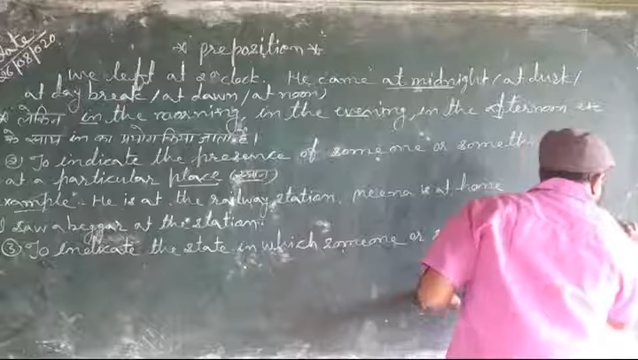 Date
26/08/020
* preposition *
we left at 2 o'clock. He came at midnight/at dusk/
at day break/at dawn/at noon)
* लेकिन in the morning, in the evening, in the afternoon etc
के साथ in का प्रयोग किया जाता है।
② To indicate the presence of someone or someth
at a particular place (स्थान)
example. He is at the railway station. Meena is at home
I saw a beggar at the station.
③ To indicate the state in which someone or